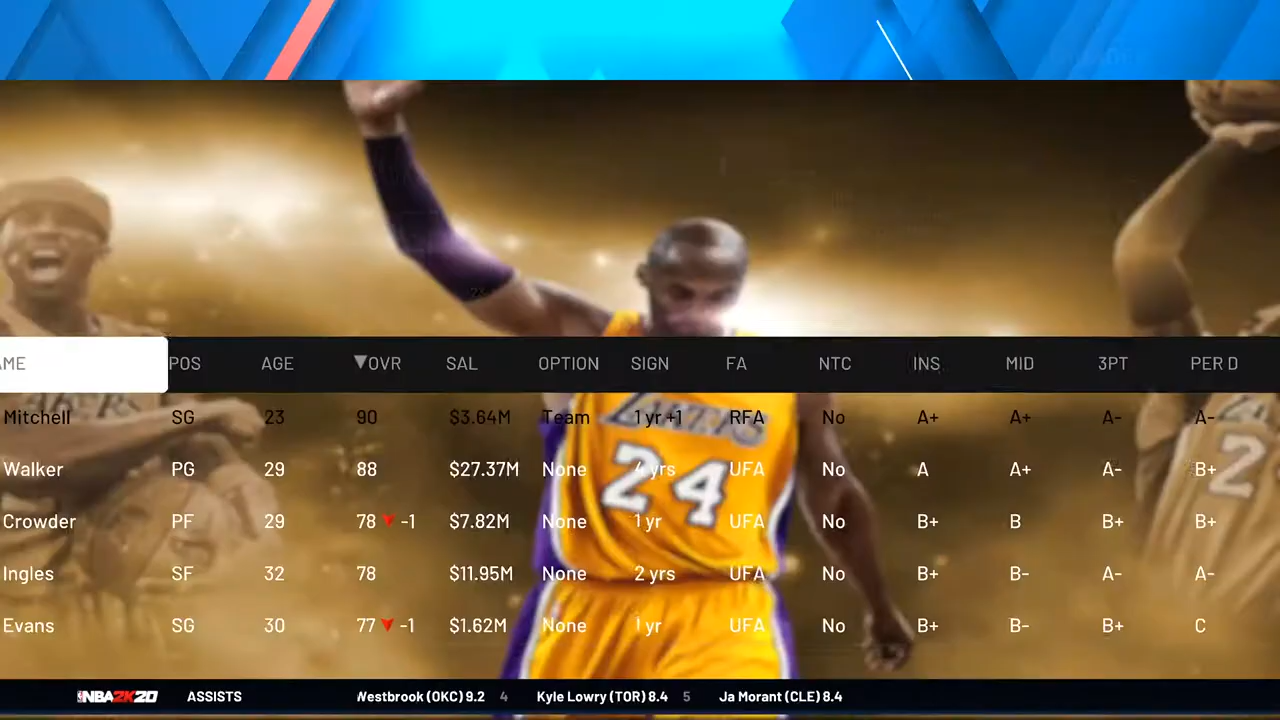 AME POS AGE ▼OVR SAL OPTION SIGN FA NTC INS MID 3PT PER D
Mitchell SG 23 90 $3.64M Team 1 yr +1 RFA No A+ A+ A- A-
Walker PG 29 88 $27.37M None 4 yrs UFA No A A+ A- B+
Crowder PF 29 78 -1 $7.82M None 1 yr UFA No B+ B B+ B+
Ingles SF 32 78 $11.95M None 2 yrs UFA No B+ B- A- A-
Evans SG 30 77 -1 $1.62M None 1 yr UFA No B+ B- B+ C
LAKERS
24
2
NBA2K20 ASSISTS Westbrook (OKC) 9.2 4 Kyle Lowry (TOR) 8.4 5 Ja Morant (CLE) 8.4